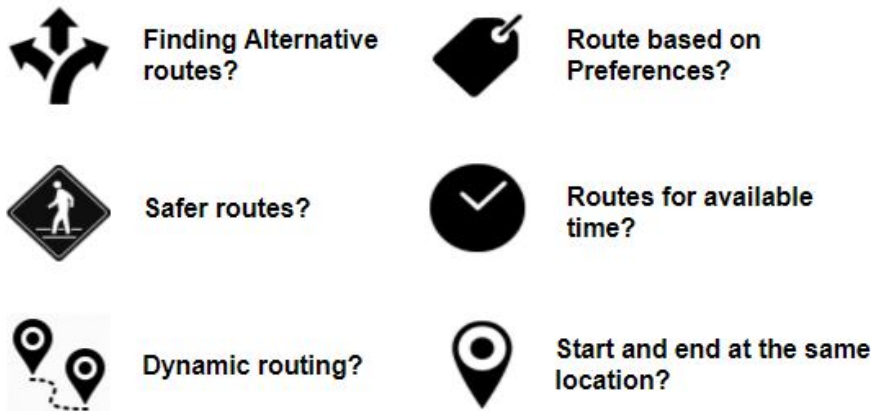 Finding Alternative
routes?
Route based on
Preferences?
Safer routes?
Routes for available
time?
Dynamic routing?
Start and end at the same
location?